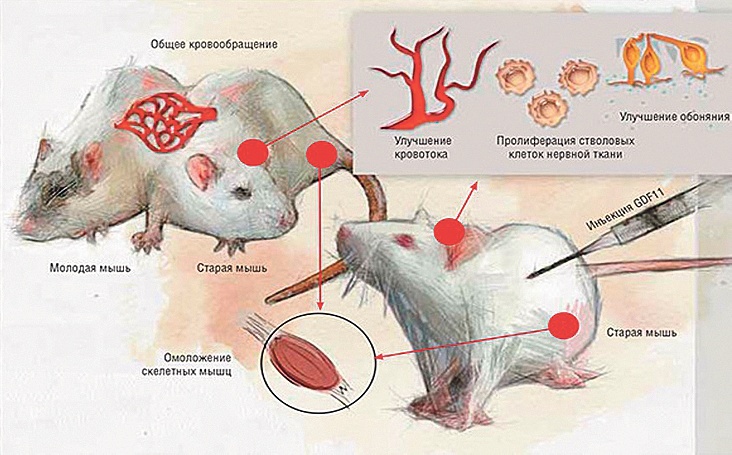 Общее кровообращение
Улучшение
кровотока
Пролиферация стволовых
клеток нервной ткани
Улучшение обоняния
Молодая мышь
Старая мышь
Инъекция GDF11
Омоложение
скелетных мышц
Старая мышь